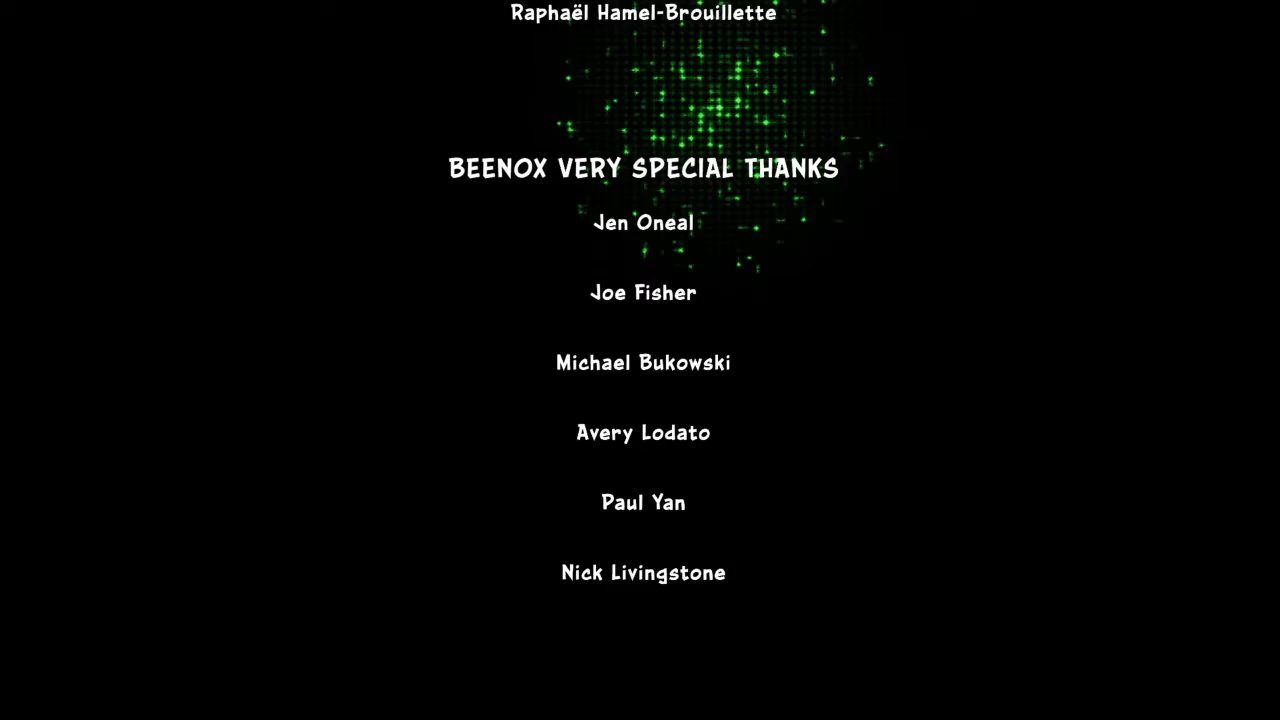 Raphaël Hamel-Brouillette
BEENOX VERY SPECIAL THANKS
Jen Oneal
Joe Fisher
Michael Bukowski
Avery Lodato
Paul Yan
Nick Livingstone